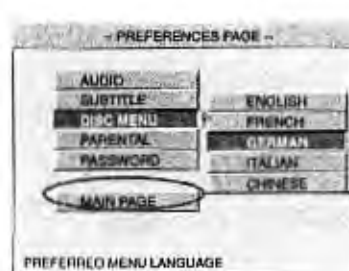 -- PREFERENCES PAGE --
AUDIO
SUBTITLE
DISC MENU
PARENTAL
PASSWORD
MAIN PAGE
ENGLISH
FRENCH
GERMAN
ITALIAN
CHINESE
PREFERRED MENU LANGUAGE